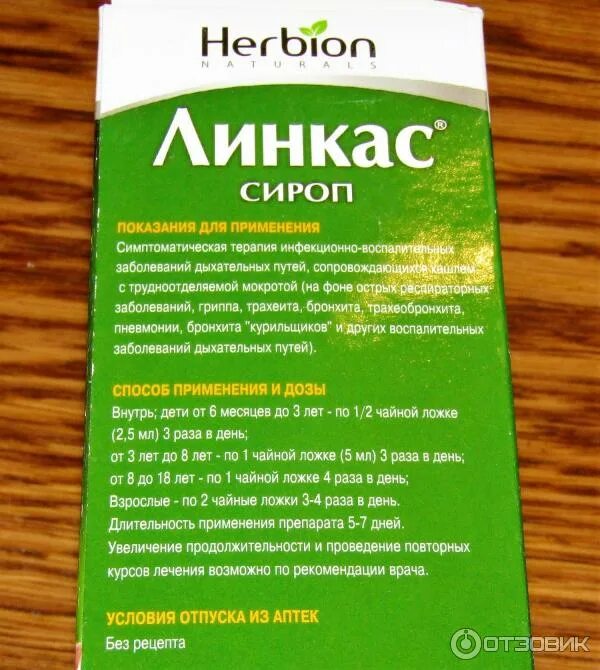 Herbion
NATURALS
Линкас®
СИРОП
ПОКАЗАНИЯ ДЛЯ ПРИМЕНЕНИЯ
Симптоматическая терапия инфекционно-воспалительных
заболеваний дыхательных путей, сопровождающихся кашлем
с трудноотделяемой мокротой (на фоне острых респираторных
заболеваний, гриппа, трахеита, бронхита, трахеобронхита,
пневмонии, бронхита "курильщиков" и других воспалительных
заболеваний дыхательных путей).
СПОСОБ ПРИМЕНЕНИЯ И ДОЗЫ
Внутрь; дети от 6 месяцев до 3 лет - по 1/2 чайной ложке
(2,5 мл) 3 раза в день;
от 3 лет до 8 лет - по 1 чайной ложке (5 мл) 3 раза в день;
от 8 до 18 лет - по 1 чайной ложке 4 раза в день;
Взрослые - по 2 чайные ложки 3-4 раза в день.
Длительность применения препарата 5-7 дней.
Увеличение продолжительности и проведение повторных
курсов лечения возможно по рекомендации врача.
УСЛОВИЯ ОТПУСКА ИЗ АПТЕК
Без рецепта
ОТЗОВИК